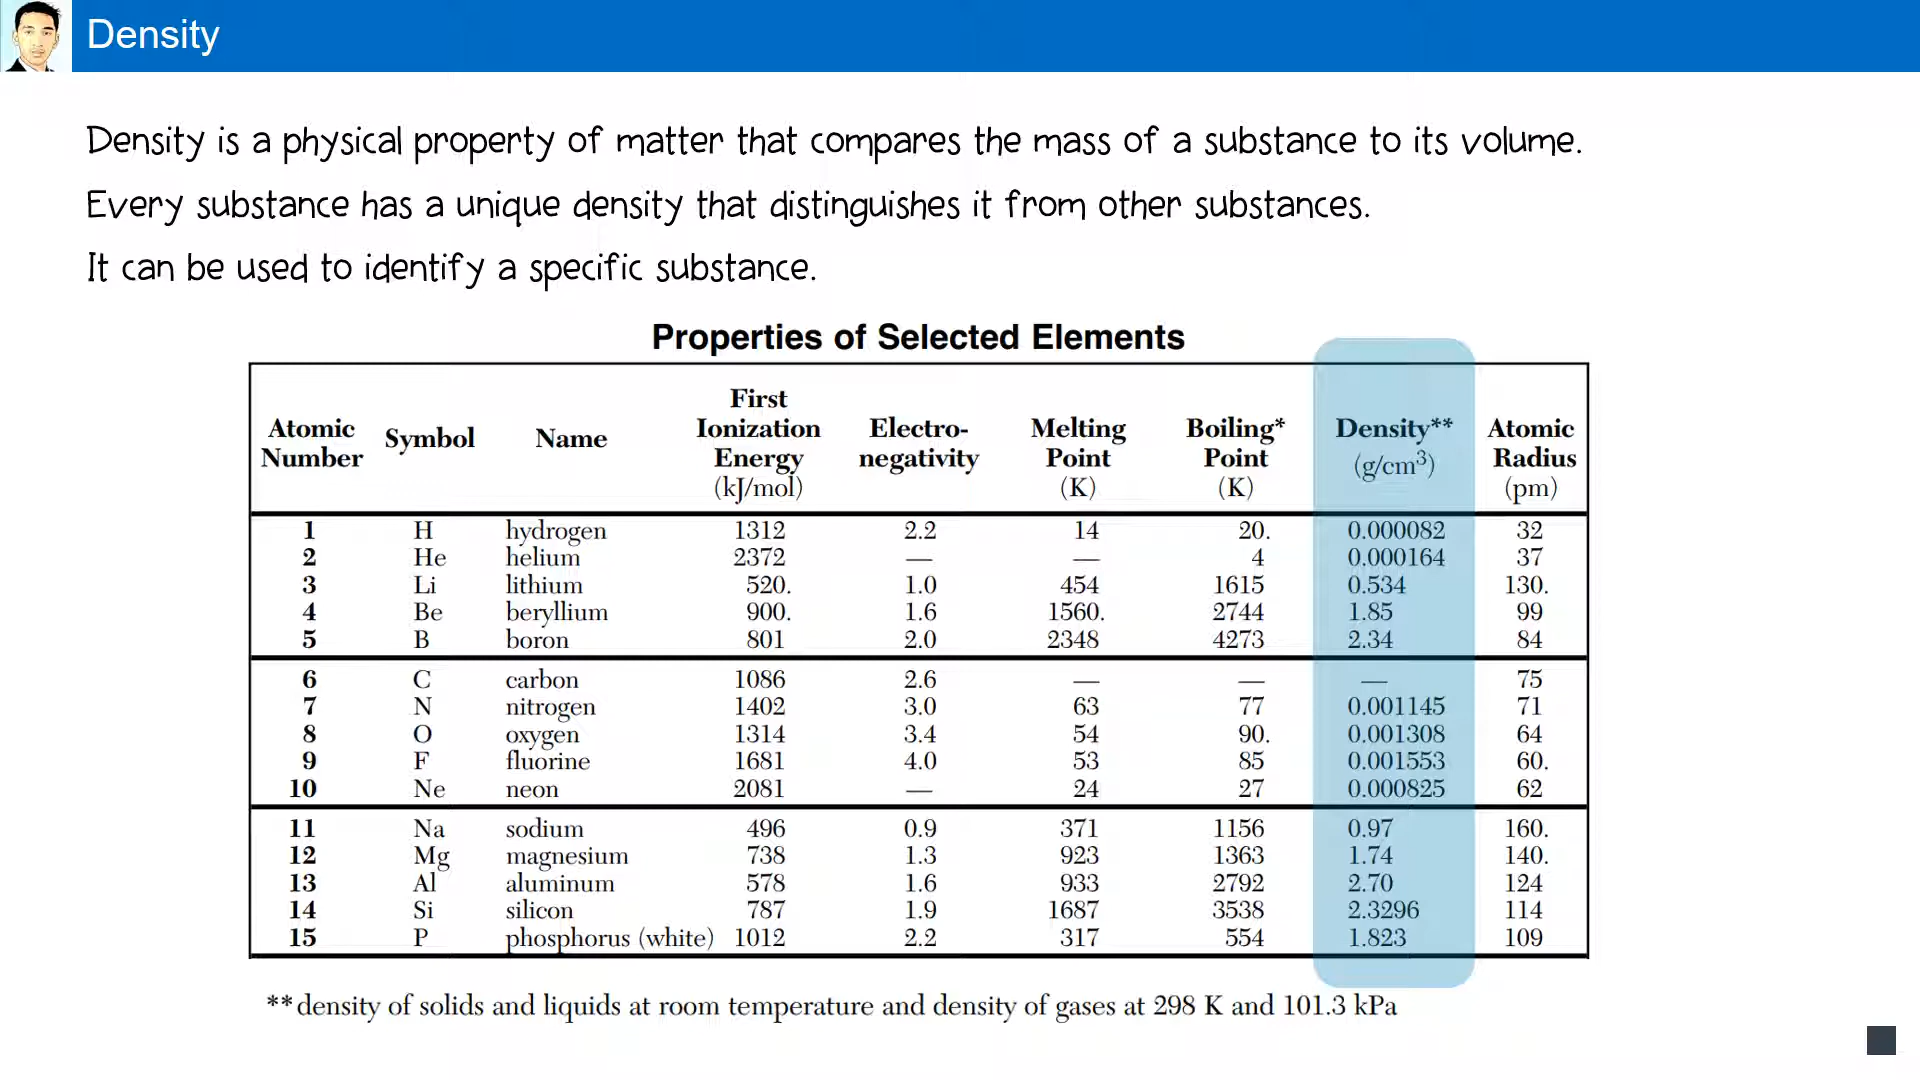 Density
Density is a physical property of matter that compares the mass of a substance to its volume.
Every substance has a unique density that distinguishes it from other substances.
It can be used to identify a specific substance.
Properties of Selected Elements
Atomic Number Symbol Name First Ionization Energy (kJ/mol) Electro-negativity Melting Point (K) Boiling* Point (K) Density** (g/cm³) Atomic Radius (pm)
1 H hydrogen 1312 2.2 14 20. 0.000082 32
2 He helium 2372 — — 4 0.000164 37
3 Li lithium 520. 1.0 454 1615 0.534 130.
4 Be beryllium 900. 1.6 1560. 2744 1.85 99
5 B boron 801 2.0 2348 4273 2.34 84
6 C carbon 1086 2.6 — — — 75
7 N nitrogen 1402 3.0 63 77 0.001145 71
8 O oxygen 1314 3.4 54 90. 0.001308 64
9 F fluorine 1681 4.0 53 85 0.001553 60.
10 Ne neon 2081 — 24 27 0.000825 62
11 Na sodium 496 0.9 371 1156 0.97 160.
12 Mg magnesium 738 1.3 923 1363 1.74 140.
13 Al aluminum 578 1.6 933 2792 2.70 124
14 Si silicon 787 1.9 1687 3538 2.3296 114
15 P phosphorus (white) 1012 2.2 317 554 1.823 109
**density of solids and liquids at room temperature and density of gases at 298 K and 101.3 kPa